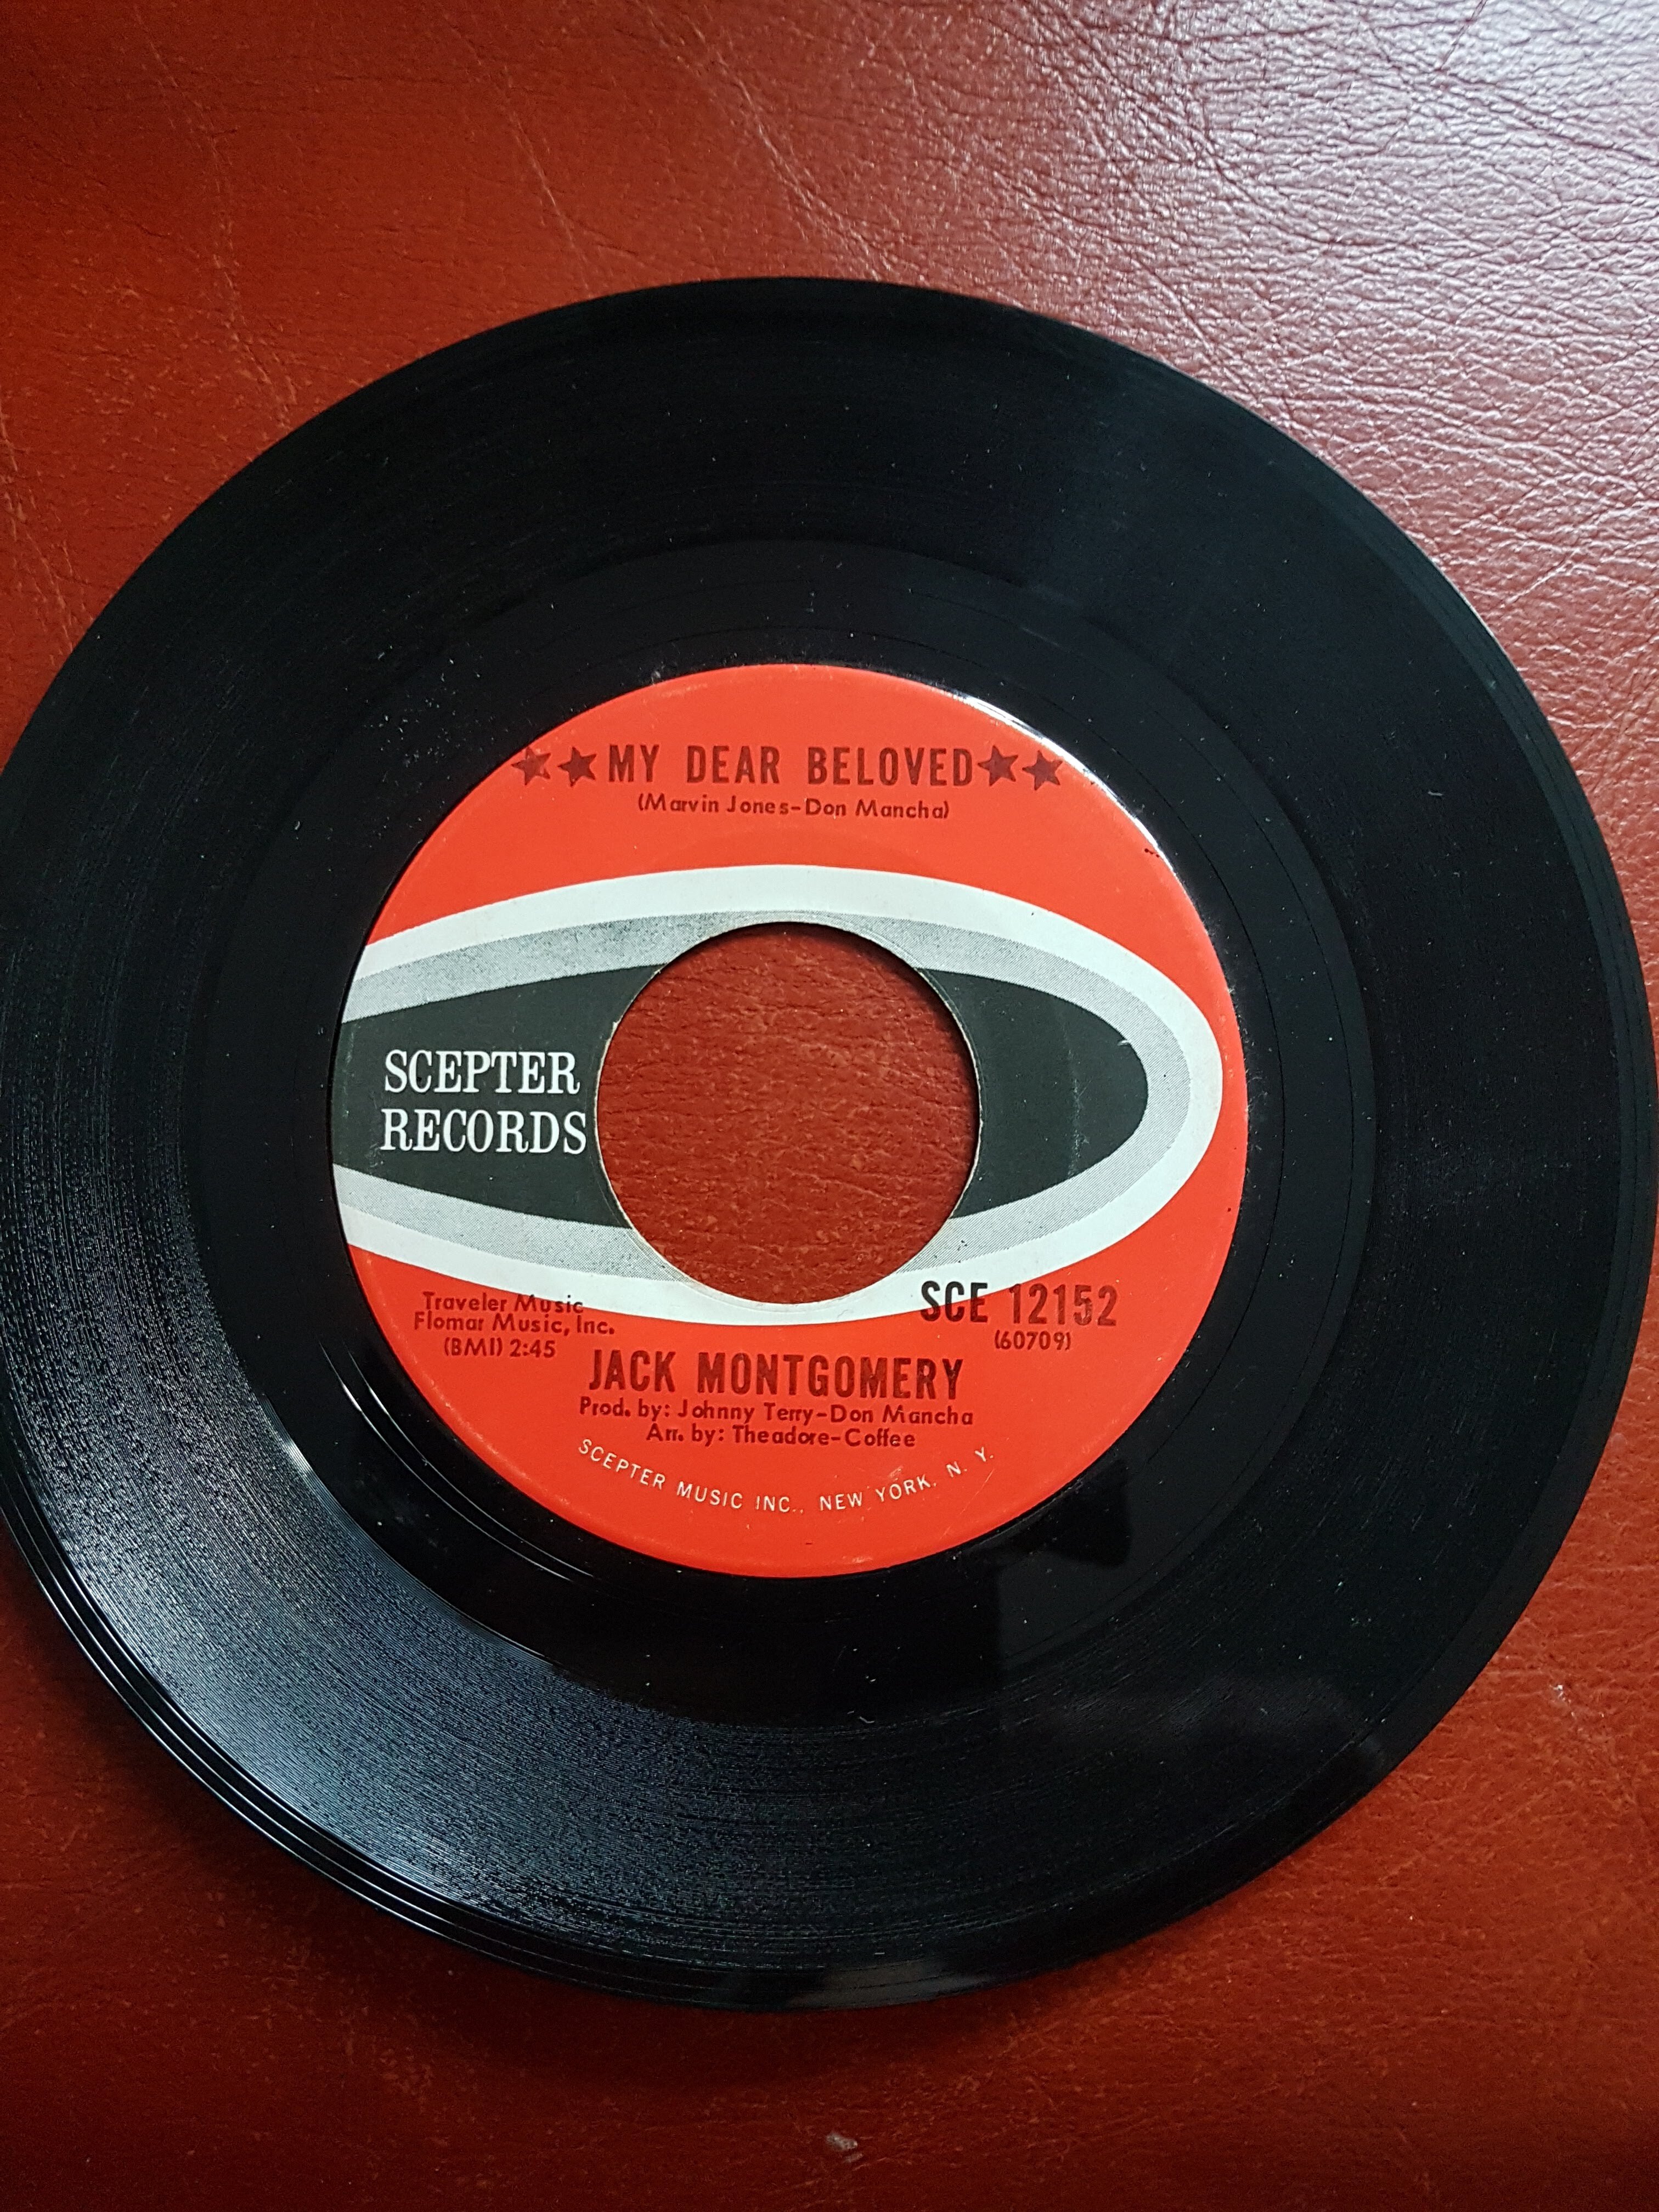 ★★MY DEAR BELOVED★★
(Marvin Jones-Don Mancha)
SCEPTER
RECORDS
Traveler Music
Flomar Music, Inc.
(BMI) 2:45
SCE 12152
(60709)
JACK MONTGOMERY
Prod. by: Johnny Terry-Don Mancha
Arr. by: Theadore-Coffee
SCEPTER MUSIC INC., NEW YORK, N. Y.